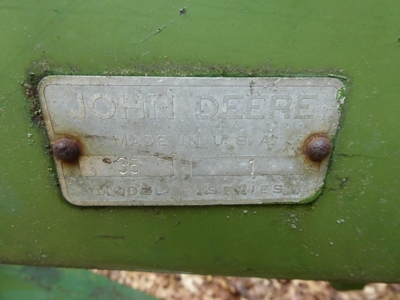 JOHN DEERE
MADE IN U.S.A.
35 1
MODEL SERIES